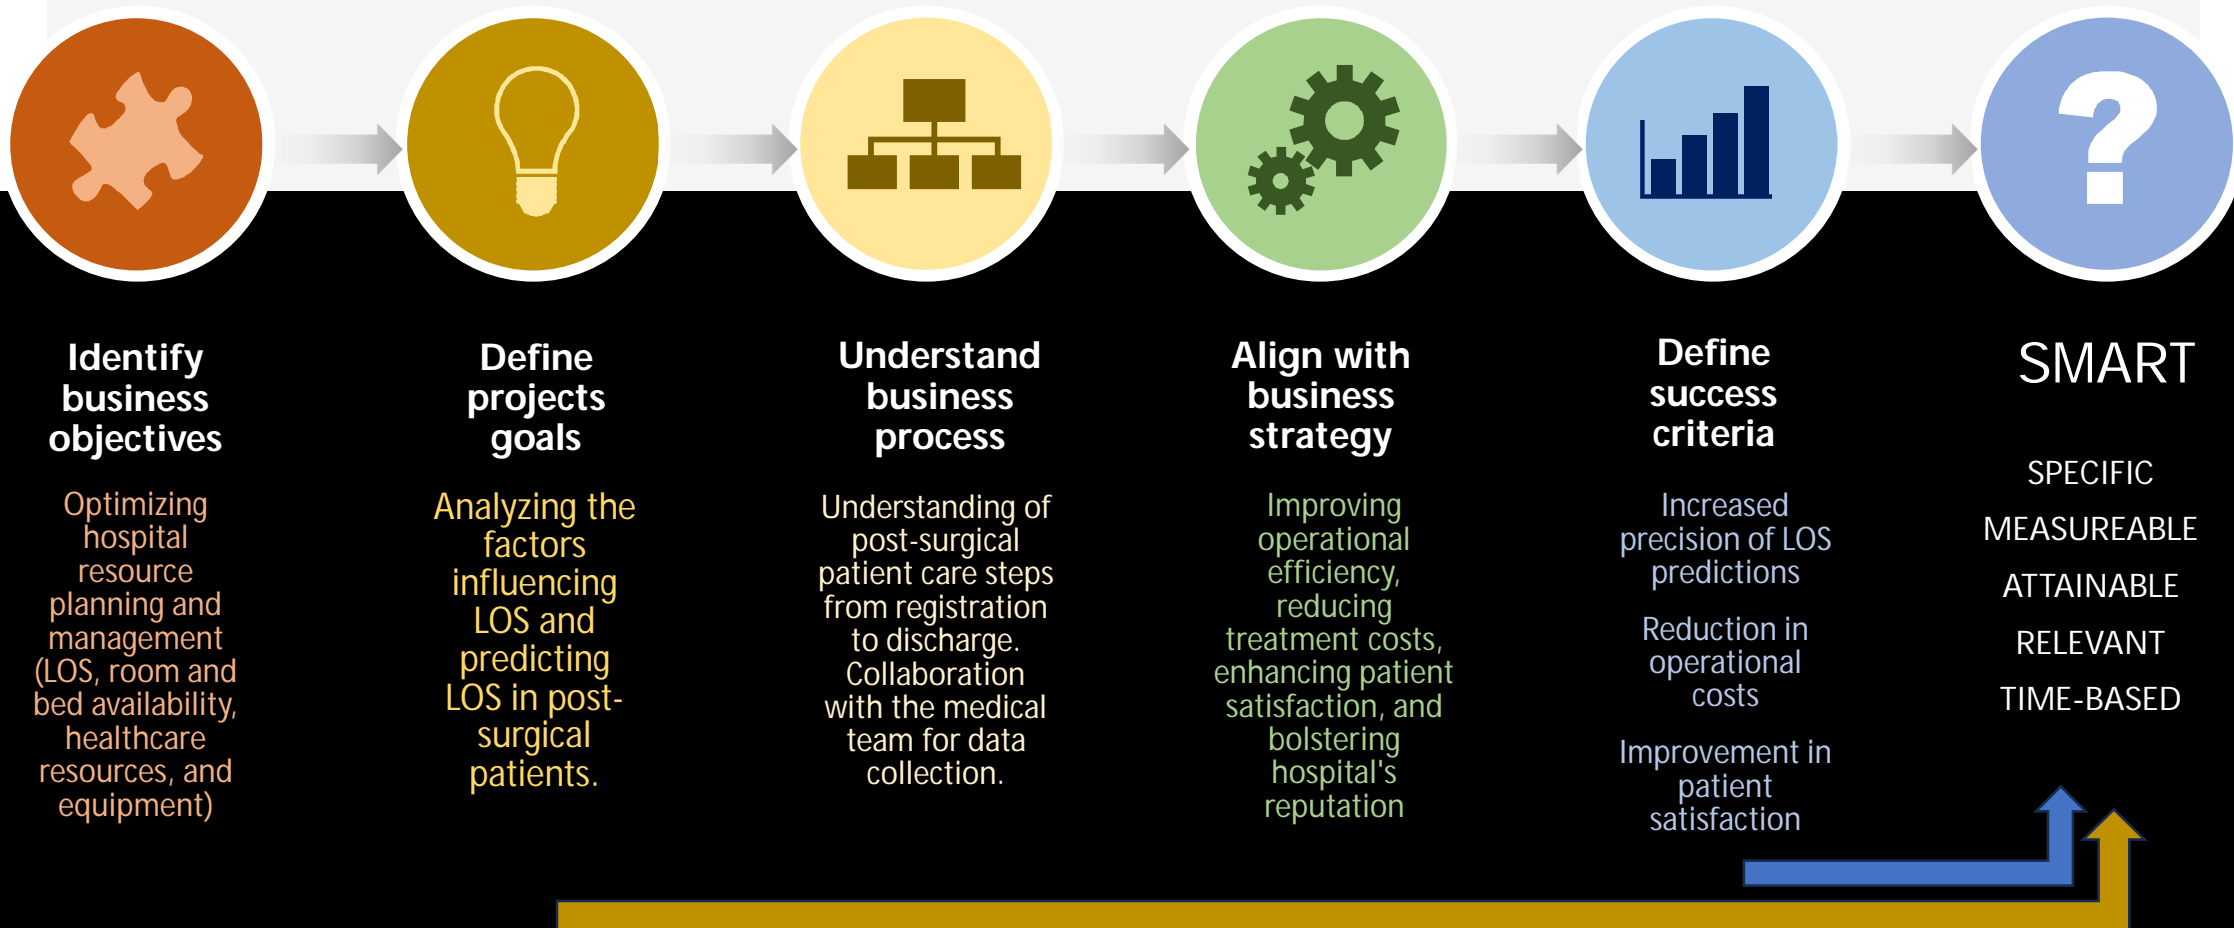 Identify
business
objectives
Optimizing
hospital
resource
planning and
management
(LOS, room and
bed availability,
healthcare
resources, and
equipment)
Define
projects
goals
Analyzing the
factors
influencing
LOS and
predicting
LOS in post-
surgical
patients.
Understand
business
process
Understanding of
post-surgical
patient care steps
from registration
to discharge.
Collaboration
with the medical
team for data
collection.
Align with
business
strategy
Improving
operational
efficiency,
reducing
treatment costs,
enhancing patient
satisfaction, and
bolstering
hospital's
reputation
Define
success
criteria
Increased
precision of LOS
predictions
Reduction in
operational
costs
Improvement in
patient
satisfaction
?
SMART
SPECIFIC
MEASUREABLE
ATTAINABLE
RELEVANT
TIME-BASED